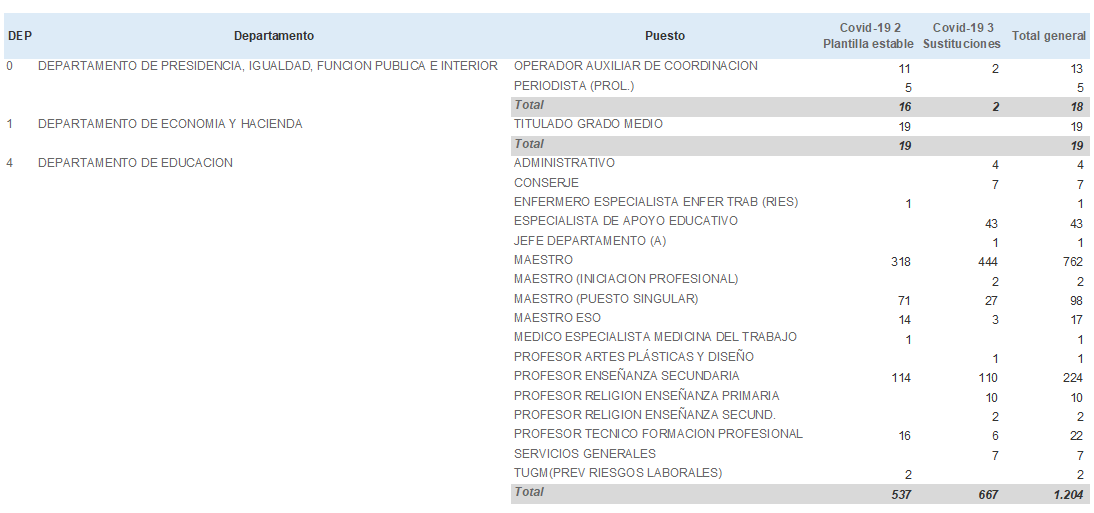 DEP Departamento Puesto Covid-19 2 Plantilla estable Covid-19 3 Sustituciones Total general
0 DEPARTAMENTO DE PRESIDENCIA, IGUALDAD, FUNCION PUBLICA E INTERIOR OPERADOR AUXILIAR DE COORDINACION 11 2 13
PERIODISTA (PROL.) 5 5
Total 16 2 18
1 DEPARTAMENTO DE ECONOMIA Y HACIENDA TITULADO GRADO MEDIO 19 19
Total 19 19
4 DEPARTAMENTO DE EDUCACION ADMINISTRATIVO 4 4
CONSERJE 7 7
ENFERMERO ESPECIALISTA ENFER TRAB (RIES) 1 1
ESPECIALISTA DE APOYO EDUCATIVO 43 43
JEFE DEPARTAMENTO (A) 1 1
MAESTRO 318 444 762
MAESTRO (INICIACION PROFESIONAL) 2 2
MAESTRO (PUESTO SINGULAR) 71 27 98
MAESTRO ESO 14 3 17
MEDICO ESPECIALISTA MEDICINA DEL TRABAJO 1 1
PROFESOR ARTES PLÁSTICAS Y DISEÑO 1 1
PROFESOR ENSEÑANZA SECUNDARIA 114 110 224
PROFESOR RELIGION ENSEÑANZA PRIMARIA 10 10
PROFESOR RELIGION ENSEÑANZA SECUND. 2 2
PROFESOR TECNICO FORMACION PROFESIONAL 16 6 22
SERVICIOS GENERALES 7 7
TUGM(PREV RIESGOS LABORALES) 2 2
Total 537 667 1.204